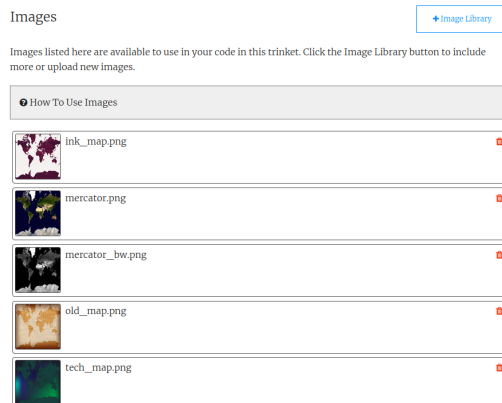 Images
+ Image Library
Images listed here are available to use in your code in this trinket. Click the Image Library button to include
more or upload new images.
How To Use Images
ink_map.png
mercator.png
mercator_bw.png
old_map.png
tech_map.png